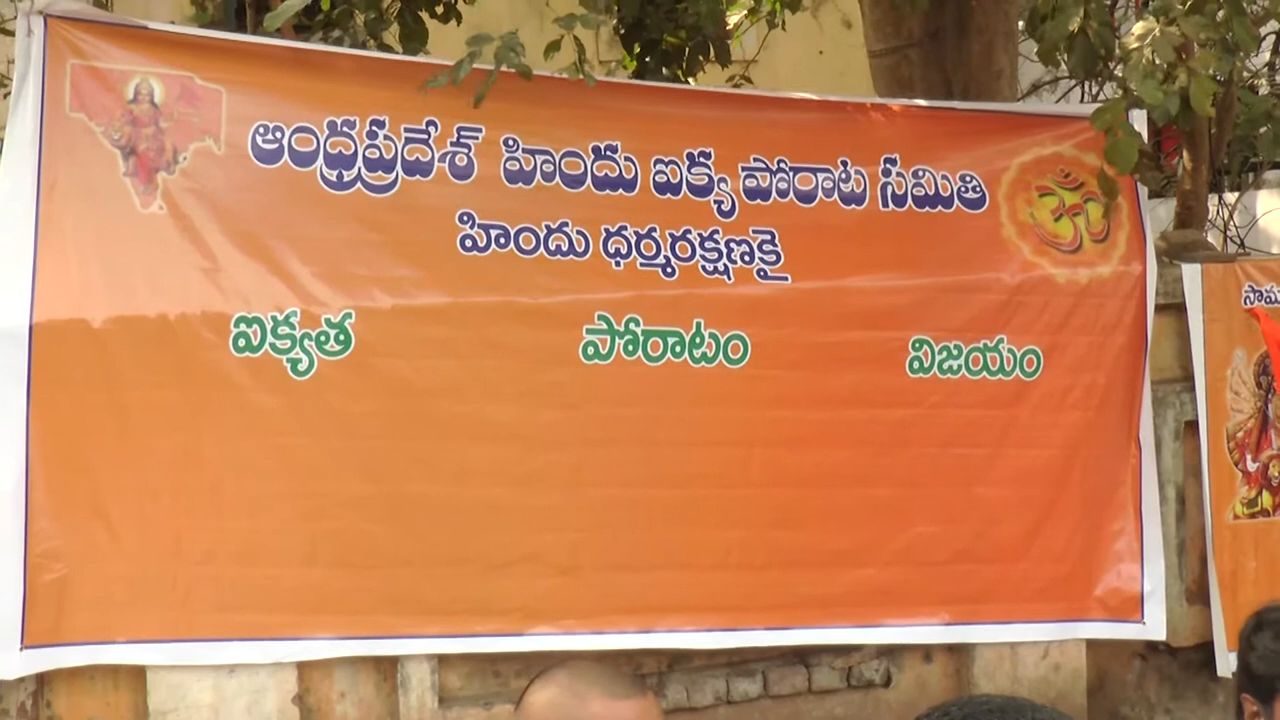 ఆంధ్రప్రదేశ్ హిందు ఐక్య పోరాట సమితి
హిందు ధర్మరక్షణకై
ఐక్యత పోరాటం విజయం
ॐ